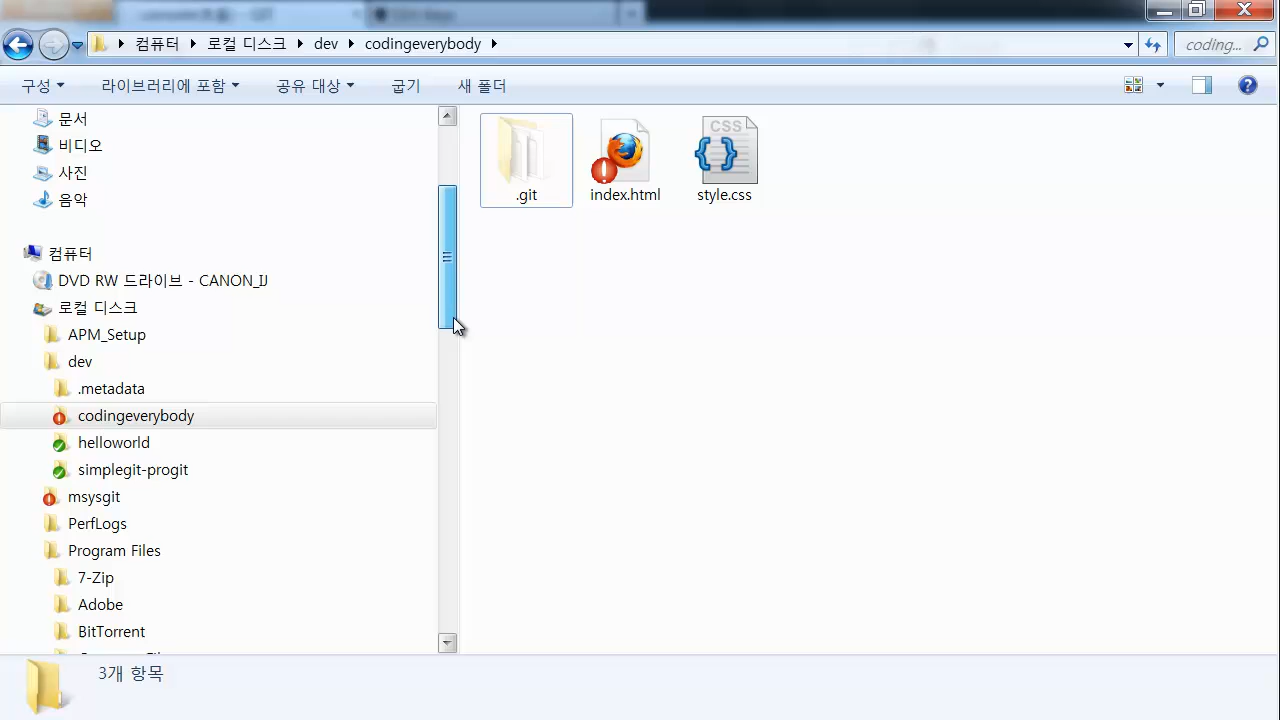 컴퓨터 로컬 디스크 dev codingeverybody coding...
구성 라이브러리에 포함 공유 대상 굽기 새 폴더
문서
비디오
사진
음악
컴퓨터
DVD RW 드라이브 - CANON_IJ
로컬 디스크
APM_Setup
dev
.metadata
codingeverybody
helloworld
simplegit-progit
msysgit
PerfLogs
Program Files
7-Zip
Adobe
BitTorrent
.git
index.html
CSS
style.css
3개 항목